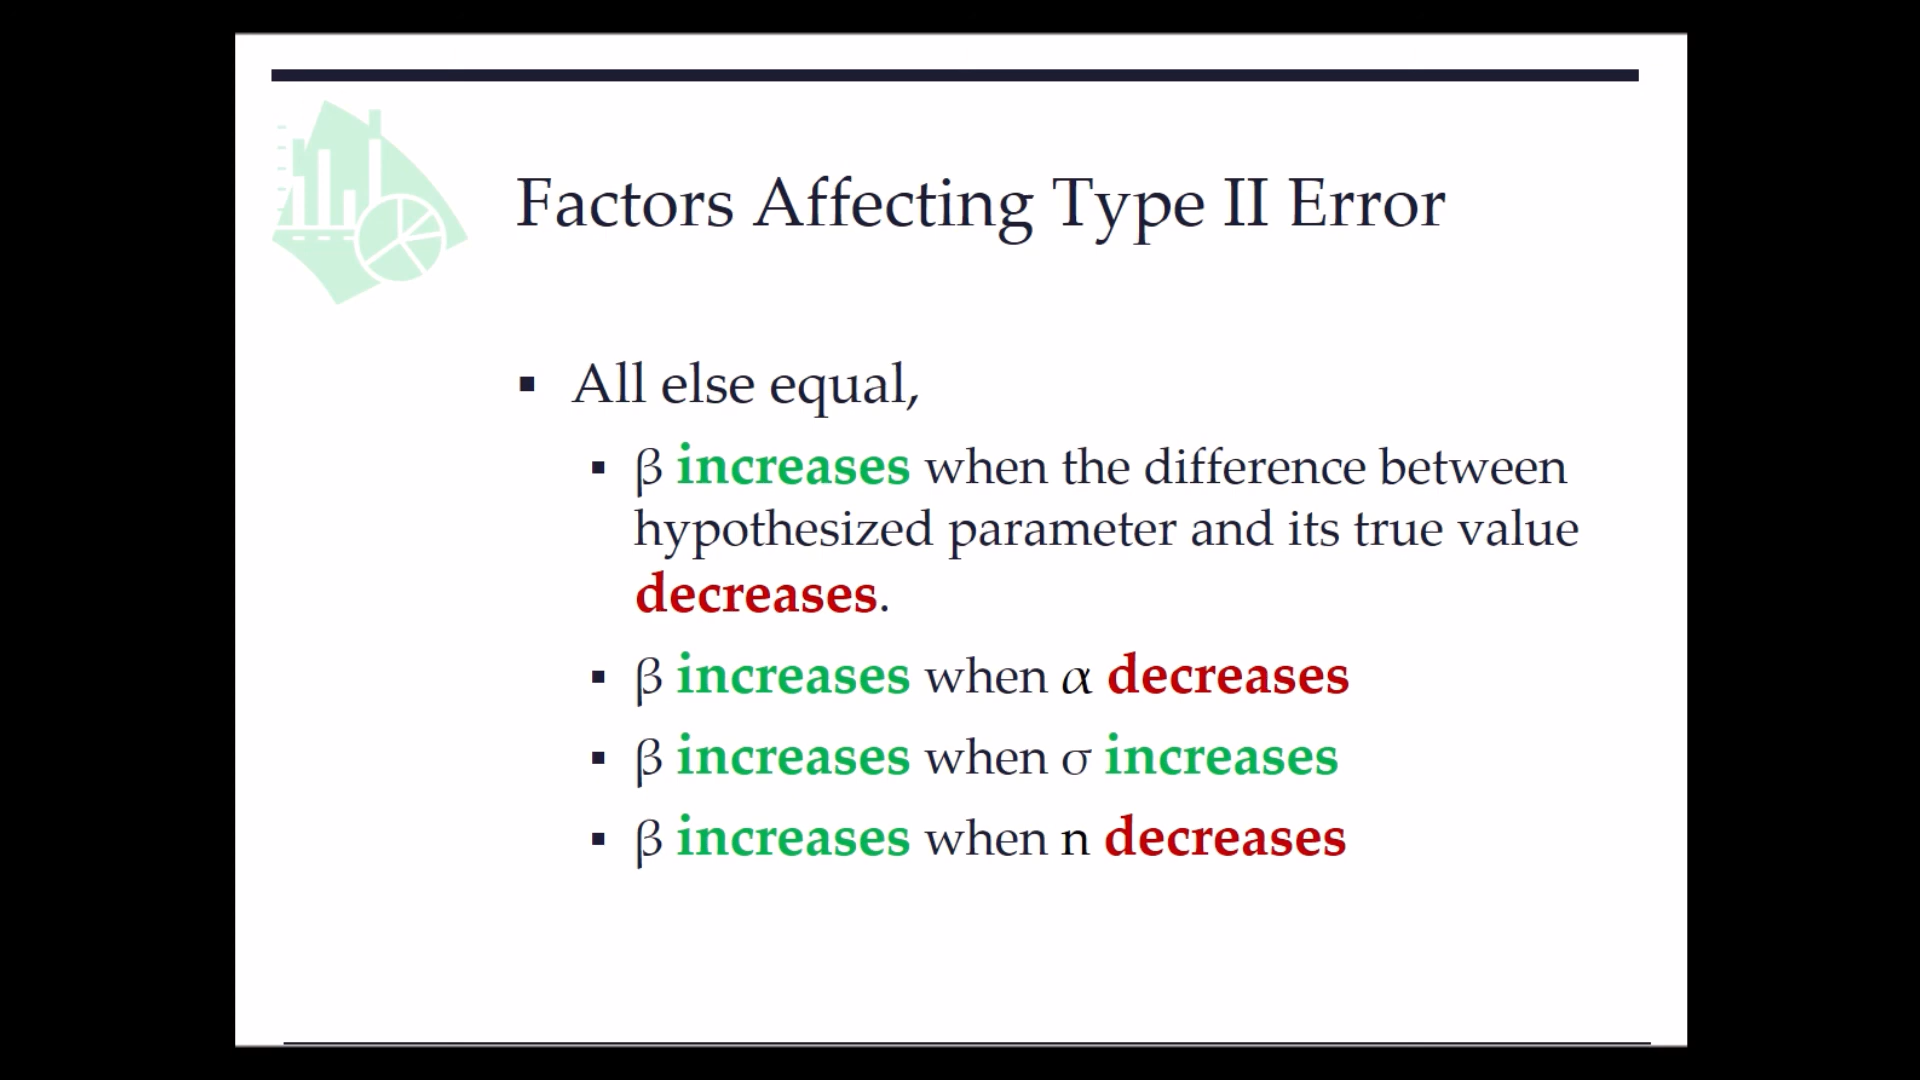 Factors Affecting Type II Error
▪ All else equal,
▪ β increases when the difference between
hypothesized parameter and its true value
decreases.
▪ β increases when α decreases
▪ β increases when σ increases
▪ β increases when n decreases